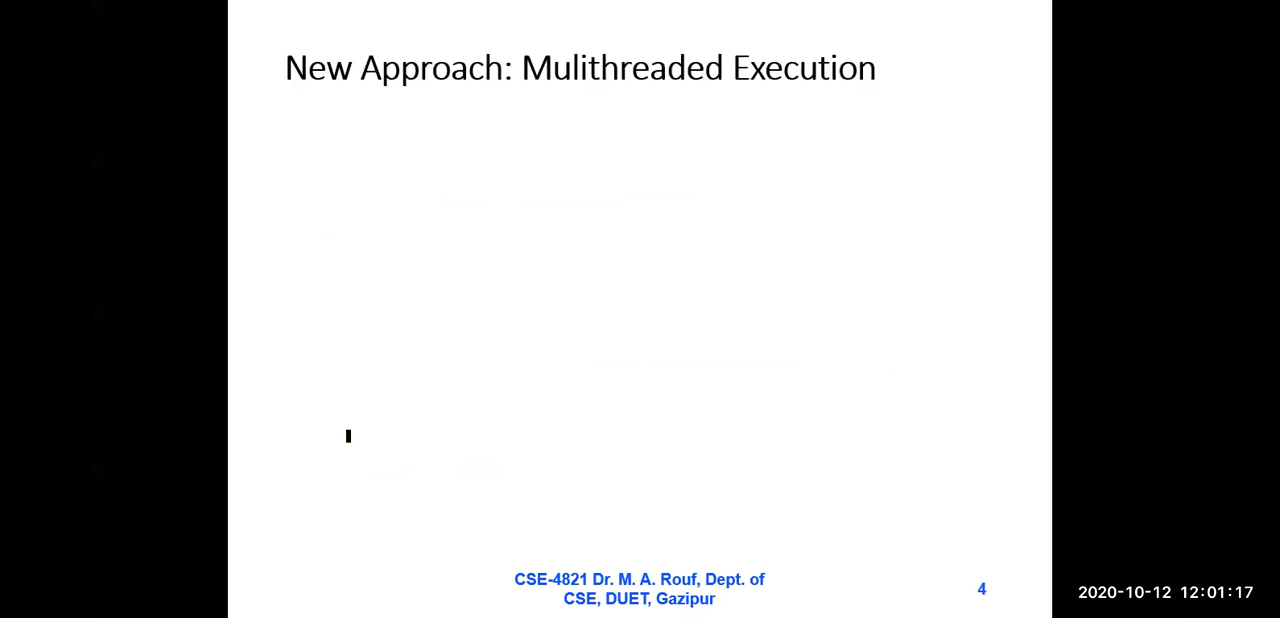 New Approach: Mulithreaded Execution
CSE-4821 Dr. M. A. Rouf, Dept. of
CSE, DUET, Gazipur
4
2020-10-12 12:01:17